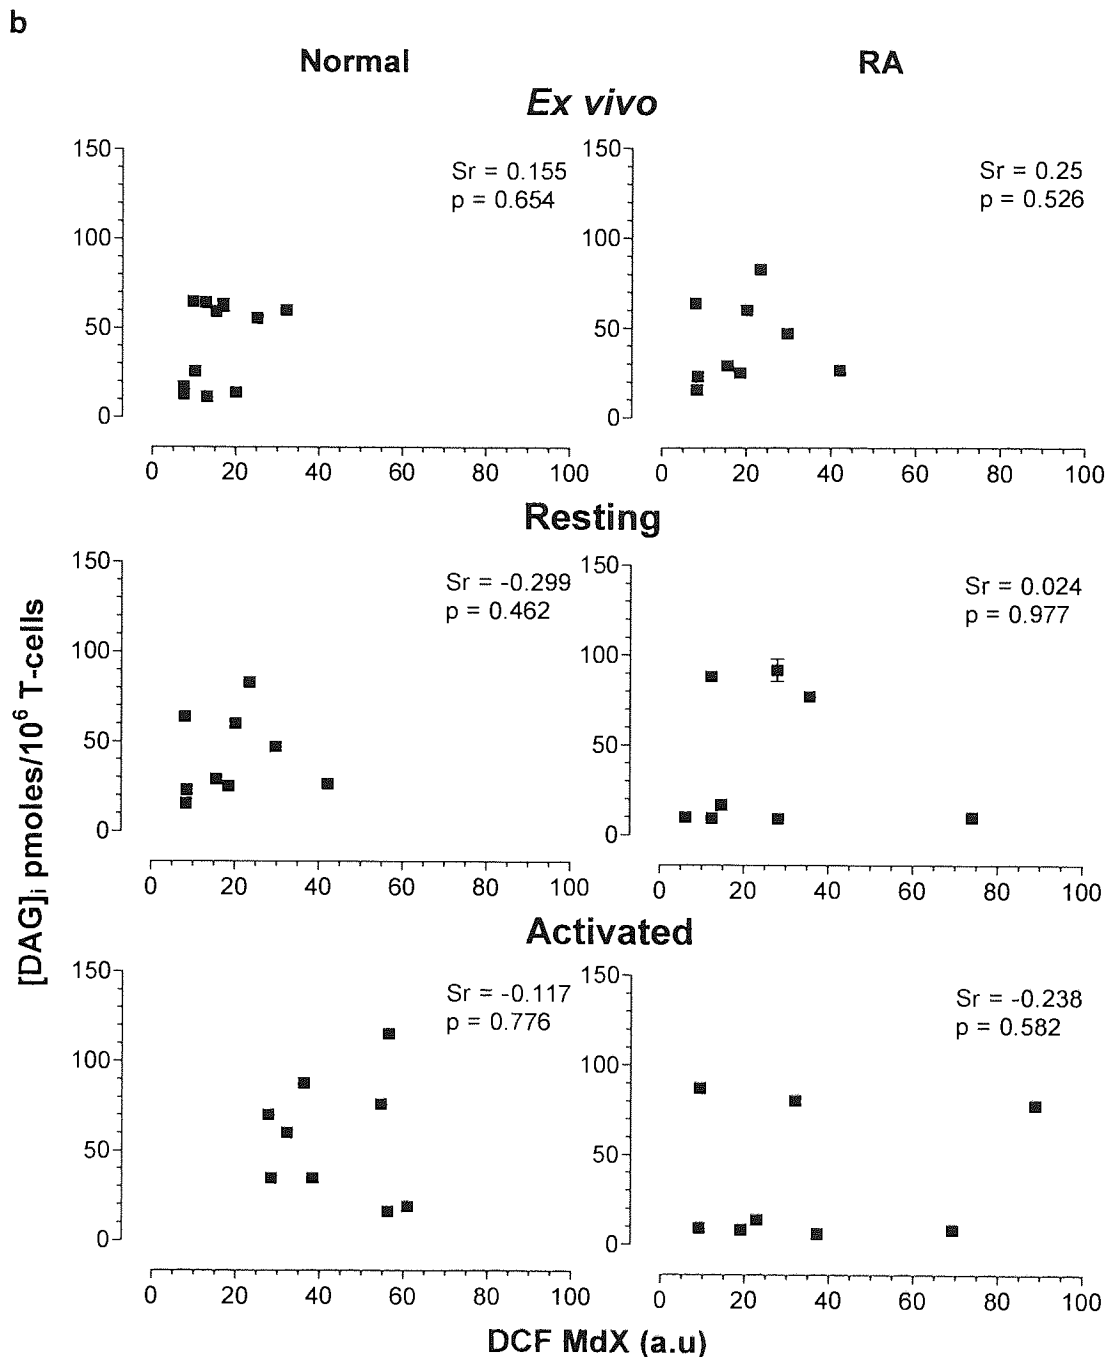 b
Normal RA
Ex vivo
150 150
Sr = 0.155 Sr = 0.25
p = 0.654 p = 0.526
100 100
50 50
0 0
0 20 40 60 80 100 0 20 40 60 80 100
Resting
150 150
Sr = -0.299 Sr = 0.024
p = 0.462 p = 0.977
100 100
50 50
0 0
0 20 40 60 80 100 0 20 40 60 80 100
[DAG]i pmoles/10⁶ T-cells
Activated
150 150
Sr = -0.117 Sr = -0.238
p = 0.776 p = 0.582
100 100
50 50
0 0
0 20 40 60 80 100 0 20 40 60 80 100
DCF MdX (a.u)